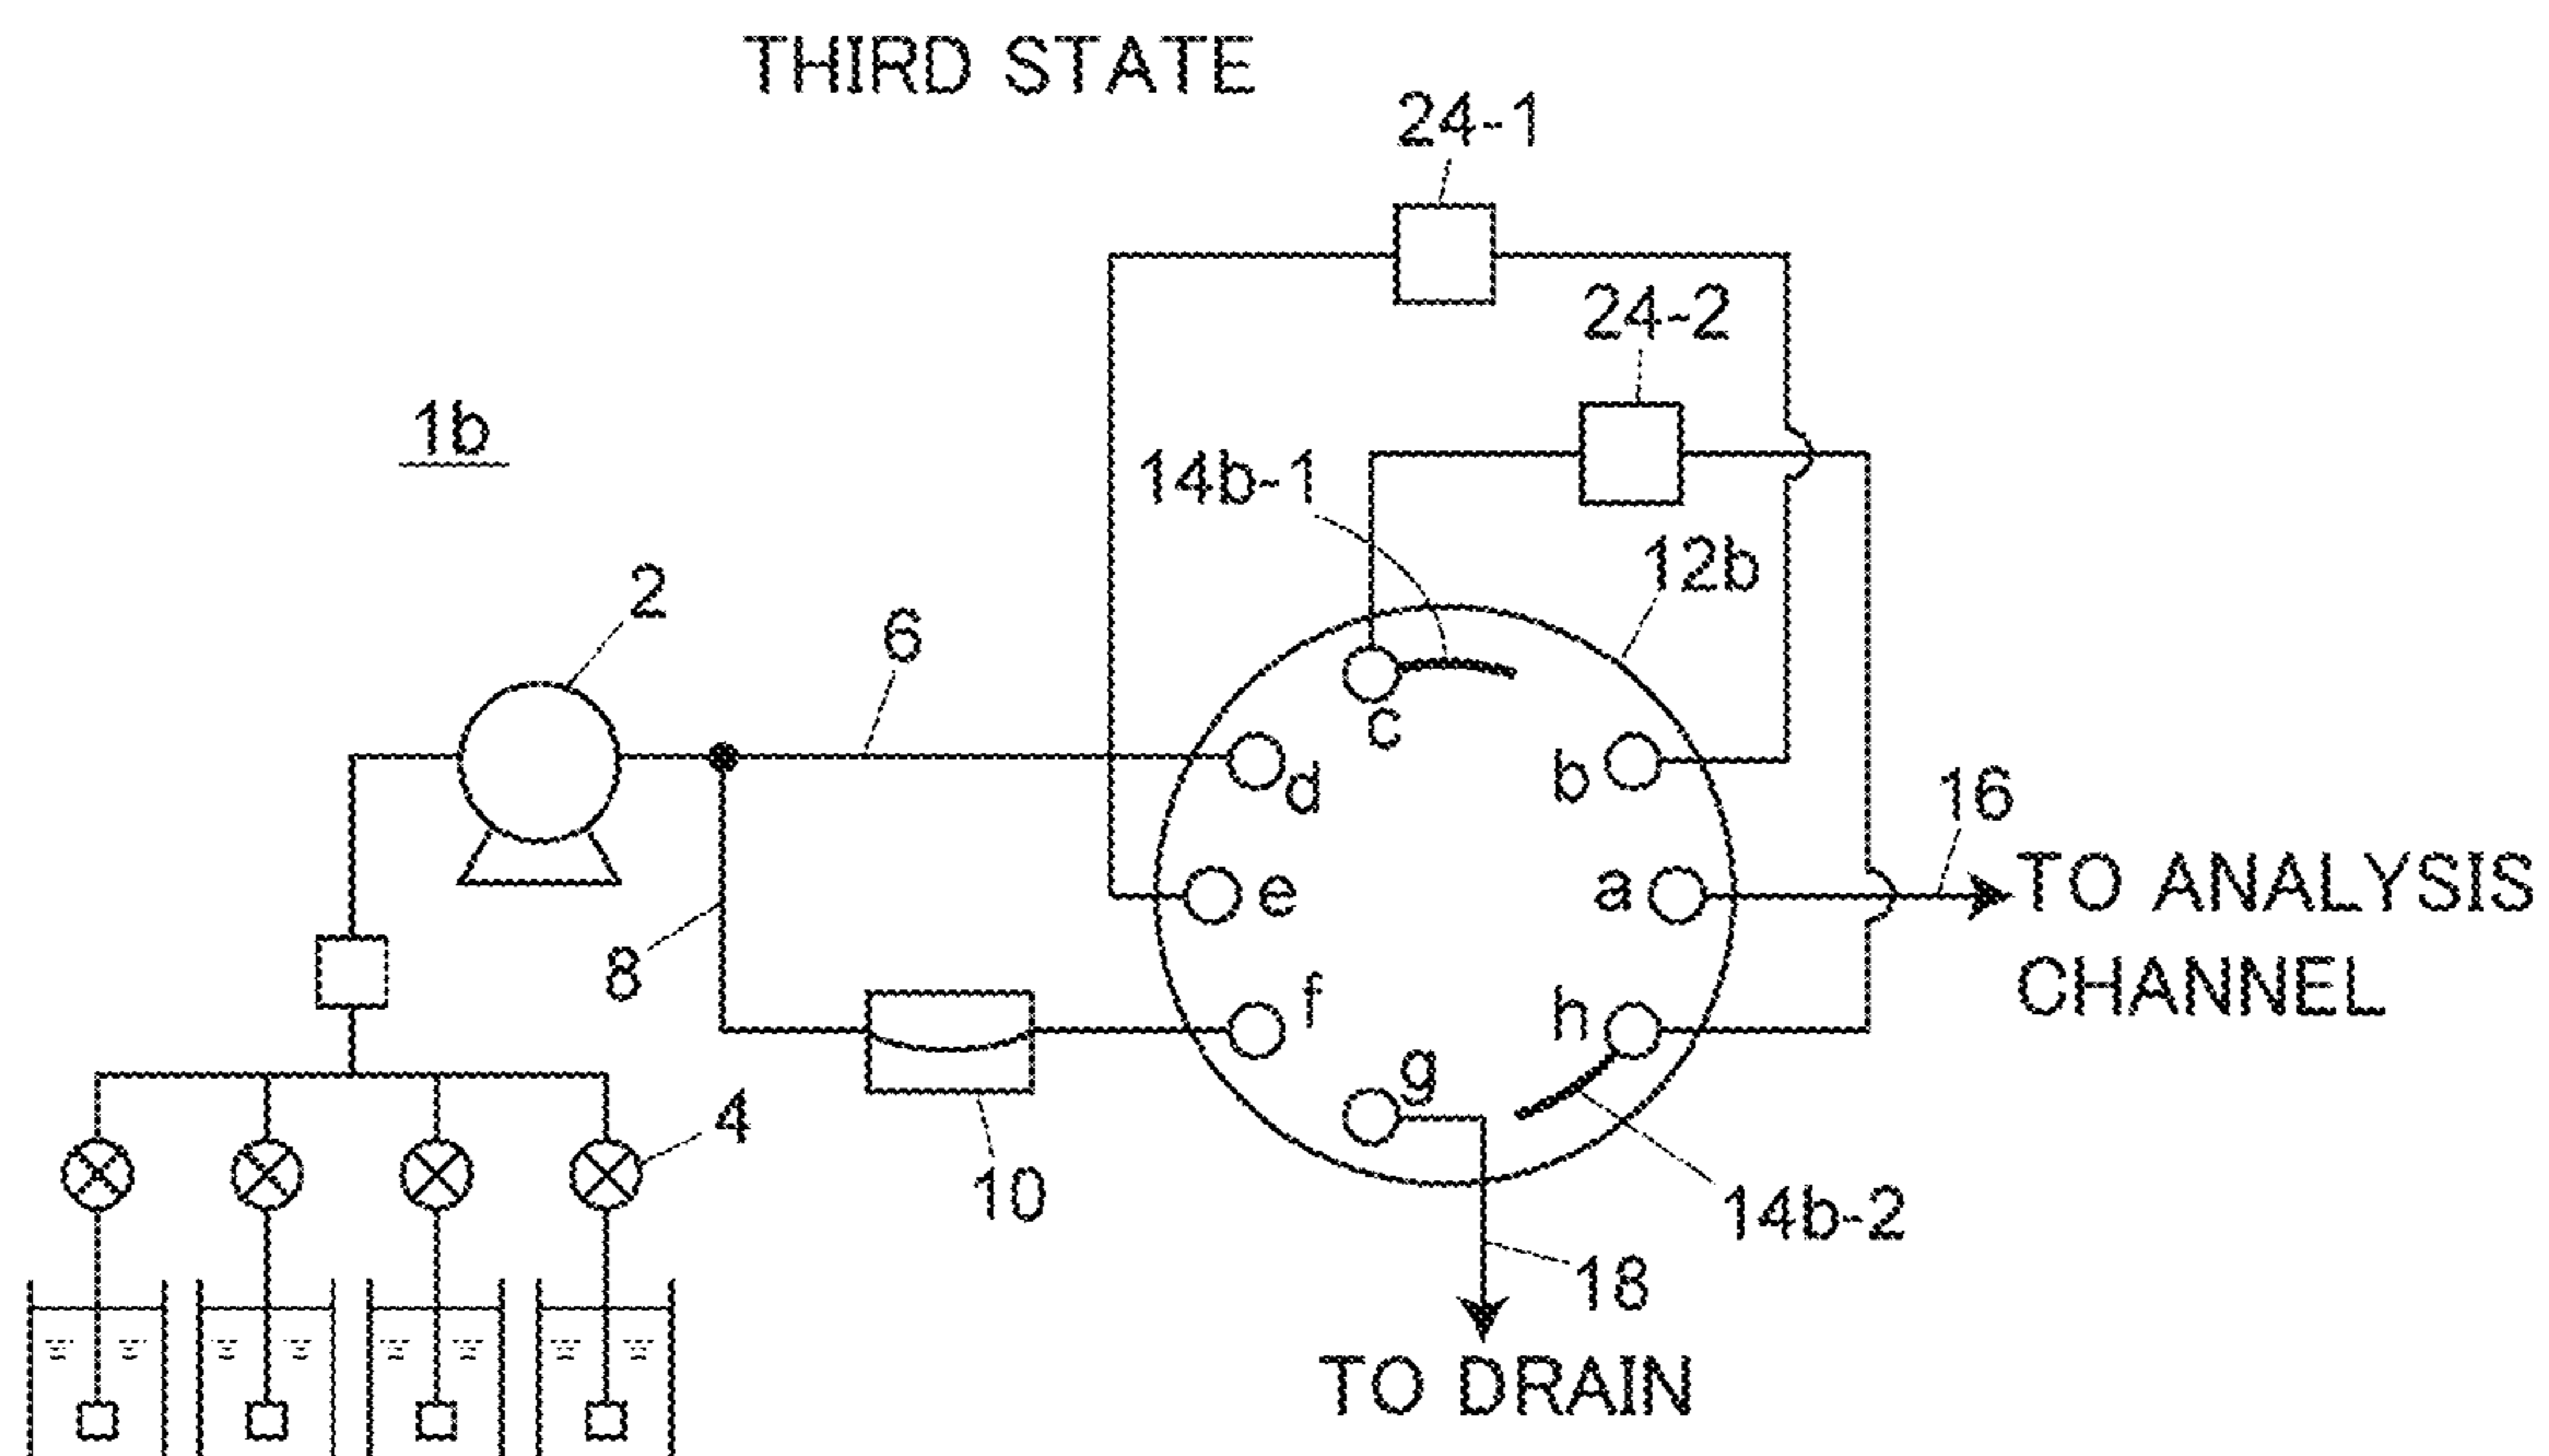 THIRD STATE
24-1
24-2
1b
14b-1
12b
2
6
c
d
b
16
e
a
TO ANALYSIS
CHANNEL
8
f
h
g
4
10
14b-2
18
TO DRAIN